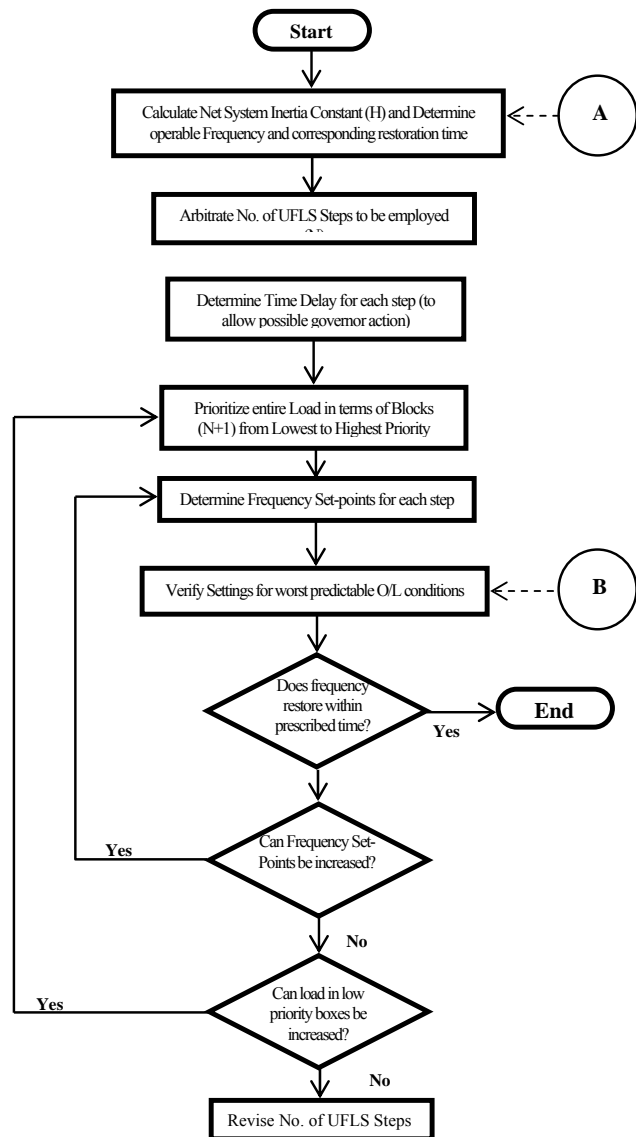 Start
Calculate Net System Inertia Constant (H) and Determine
operable Frequency and corresponding restoration time
A
Arbitrate No. of UFLS Steps to be employed
Determine Time Delay for each step (to
allow possible governor action)
Prioritize entire Load in terms of Blocks
(N+1) from Lowest to Highest Priority
Determine Frequency Set-points for each step
Verify Settings for worst predictable O/L conditions
B
Does frequency
restore within
prescribed time?
Yes
End
Can Frequency Set-
Points be increased?
Yes
No
Can load in low
priority boxes be
increased?
Yes
No
Revise No. of UFLS Steps